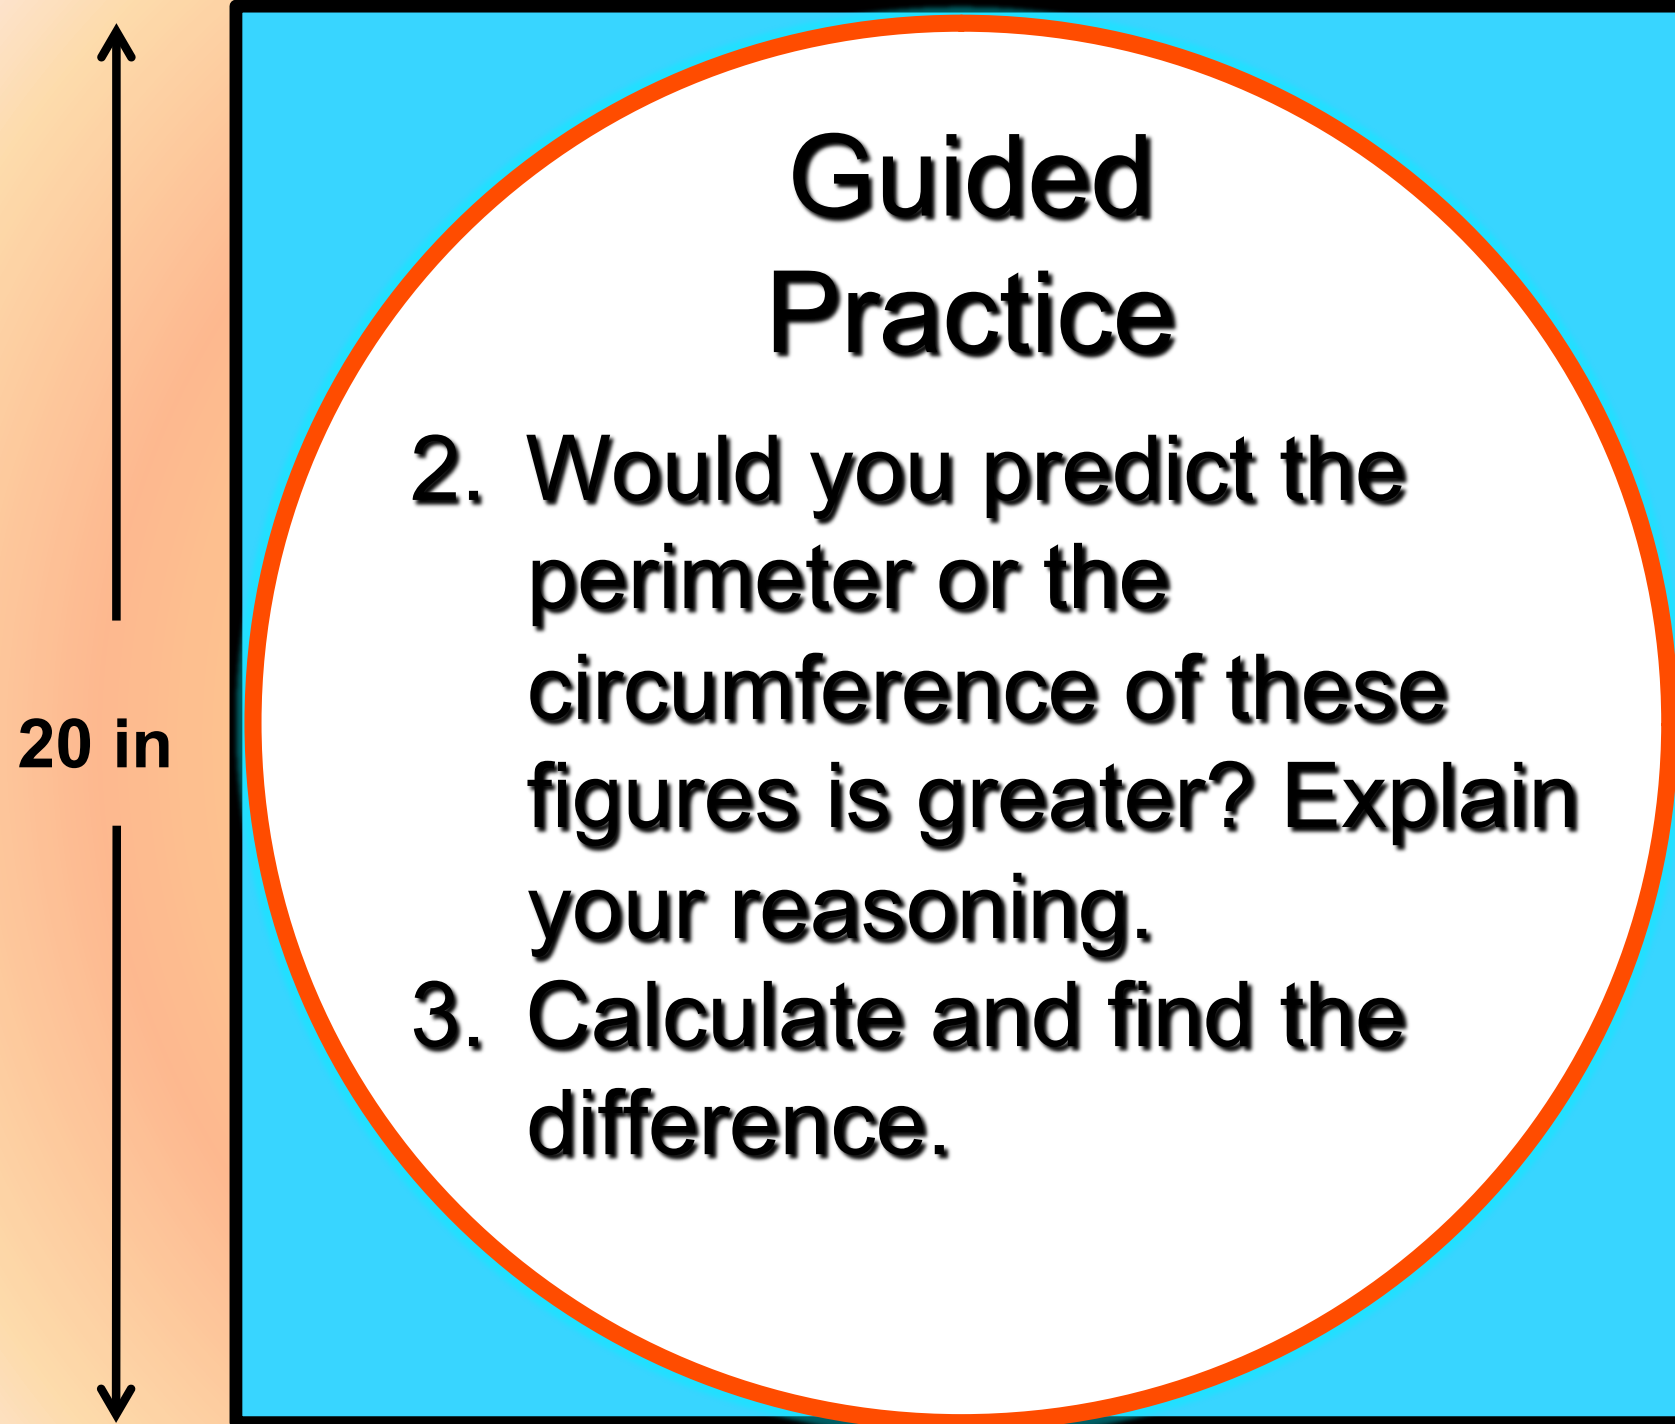 Guided
Practice
2. Would you predict the
perimeter or the
circumference of these
figures is greater? Explain
your reasoning.
3. Calculate and find the
difference.
20 in